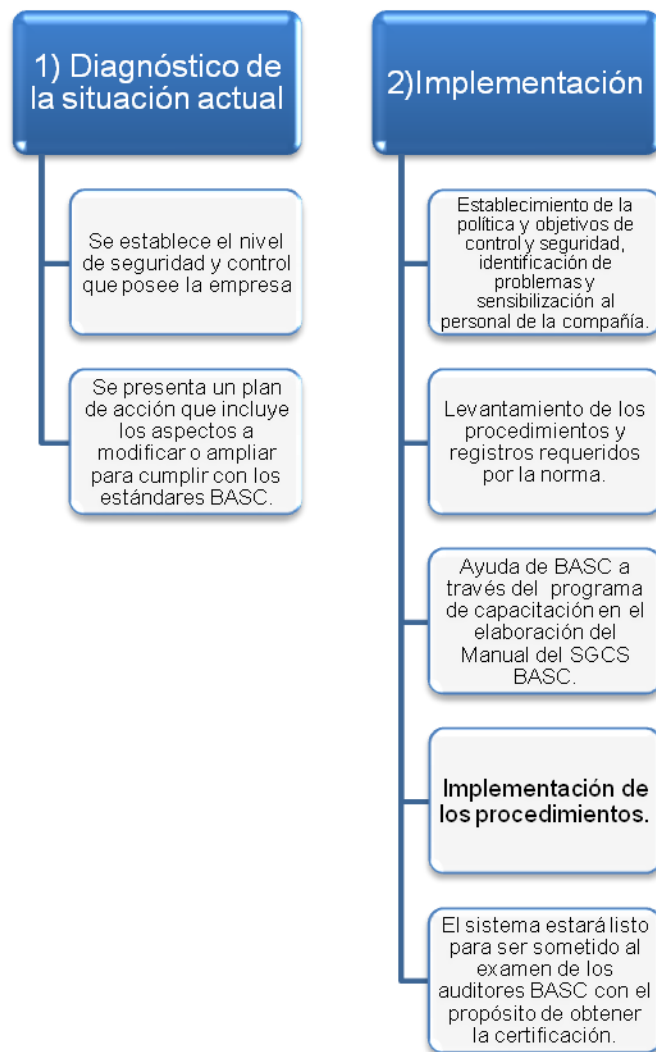 1) Diagnóstico de
la situación actual
Se establece el nivel
de seguridad y control
que posee la empresa
Se presenta un plan
de acción que incluye
los aspectos a
modificar o ampliar
para cumplir con los
estándares BASC.
2)Implementación
Establecimiento de la
política y objetivos de
control y seguridad,
identificación de
problemas y
sensibilización al
personal de la compañía.
Levantamiento de los
procedimientos y
registros requeridos
por la norma.
Ayuda de BASC a
través del programa
de capacitación en el
elaboración del
Manual del SGCS
BASC.
Implementación de
los procedimientos.
El sistema estará listo
para ser sometido al
examen de los
auditores BASC con el
propósito de obtener
la certificación.